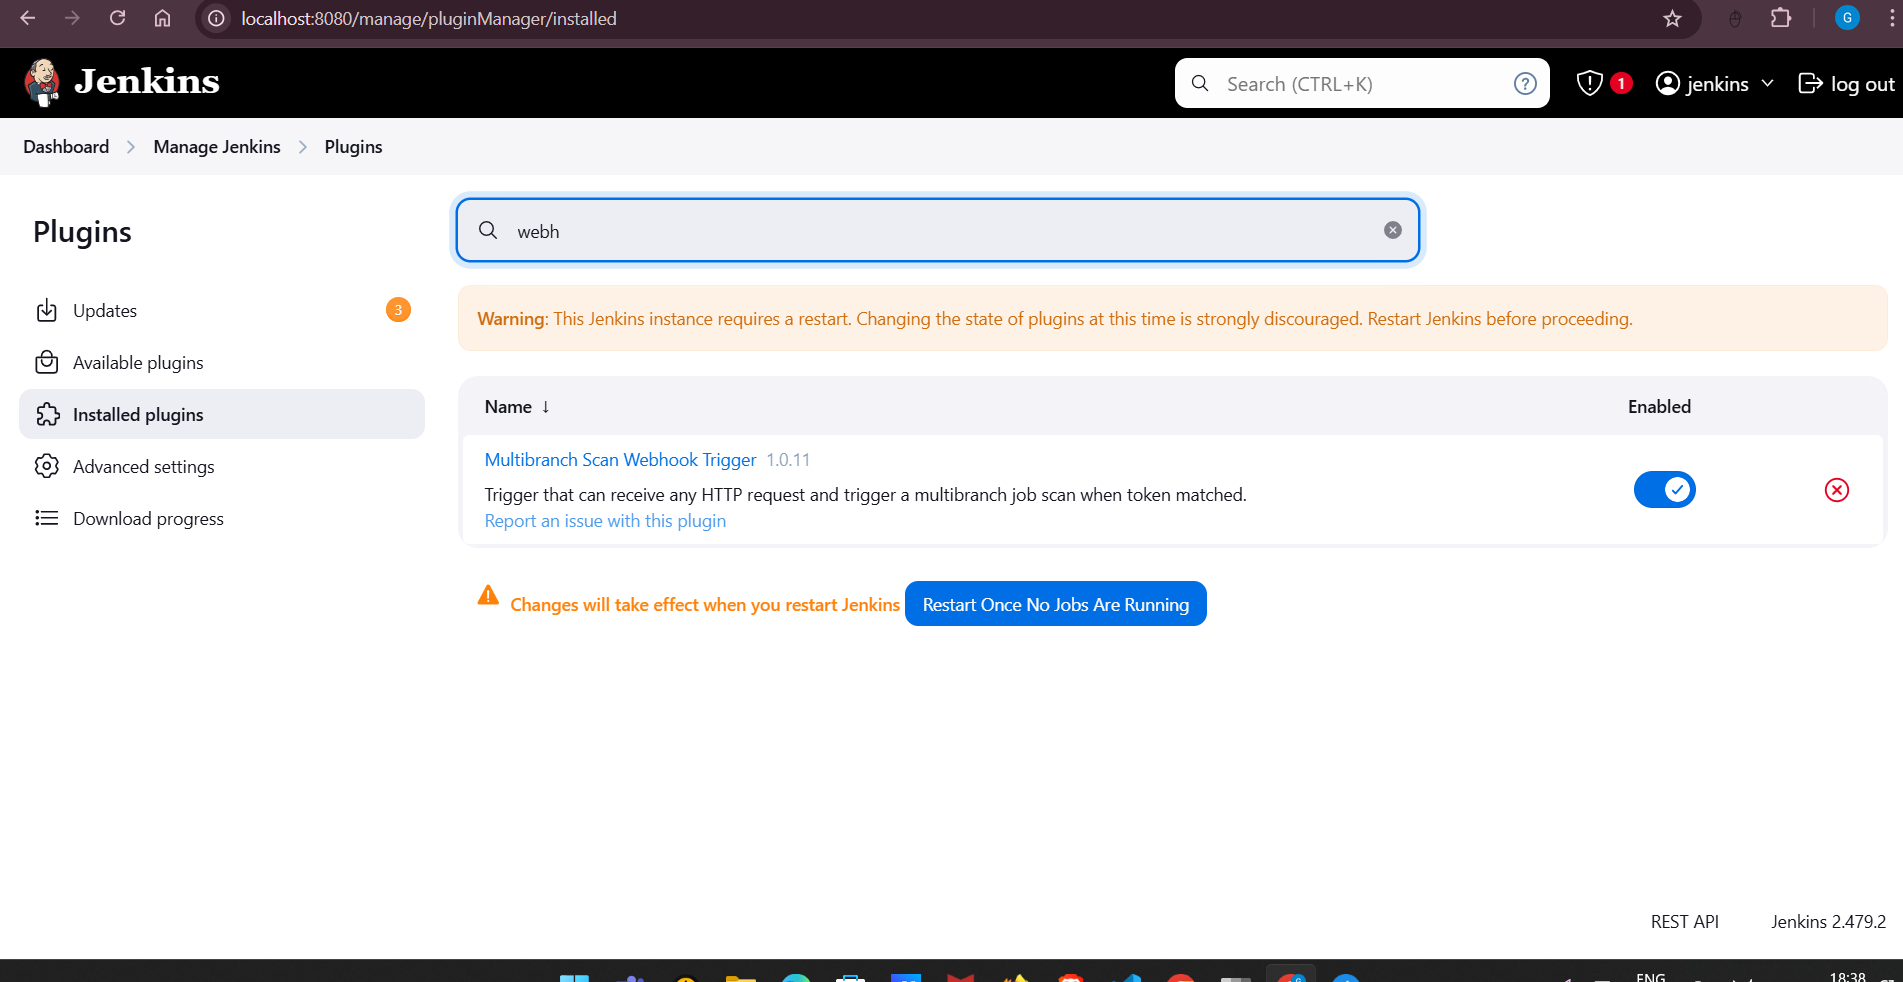 localhost:8080/manage/pluginManager/installed
G
Jenkins
Search (CTRL+K)
?
1
jenkins
log out
Dashboard
Manage Jenkins
Plugins
Plugins
webh
Updates
3
Available plugins
Installed plugins
Advanced settings
Download progress
Warning: This Jenkins instance requires a restart. Changing the state of plugins at this time is strongly discouraged. Restart Jenkins before proceeding.
Name ↓
Enabled
Multibranch Scan Webhook Trigger 1.0.11
Trigger that can receive any HTTP request and trigger a multibranch job scan when token matched.
Report an issue with this plugin
Changes will take effect when you restart Jenkins
Restart Once No Jobs Are Running
REST API
Jenkins 2.479.2
ENG
18:38